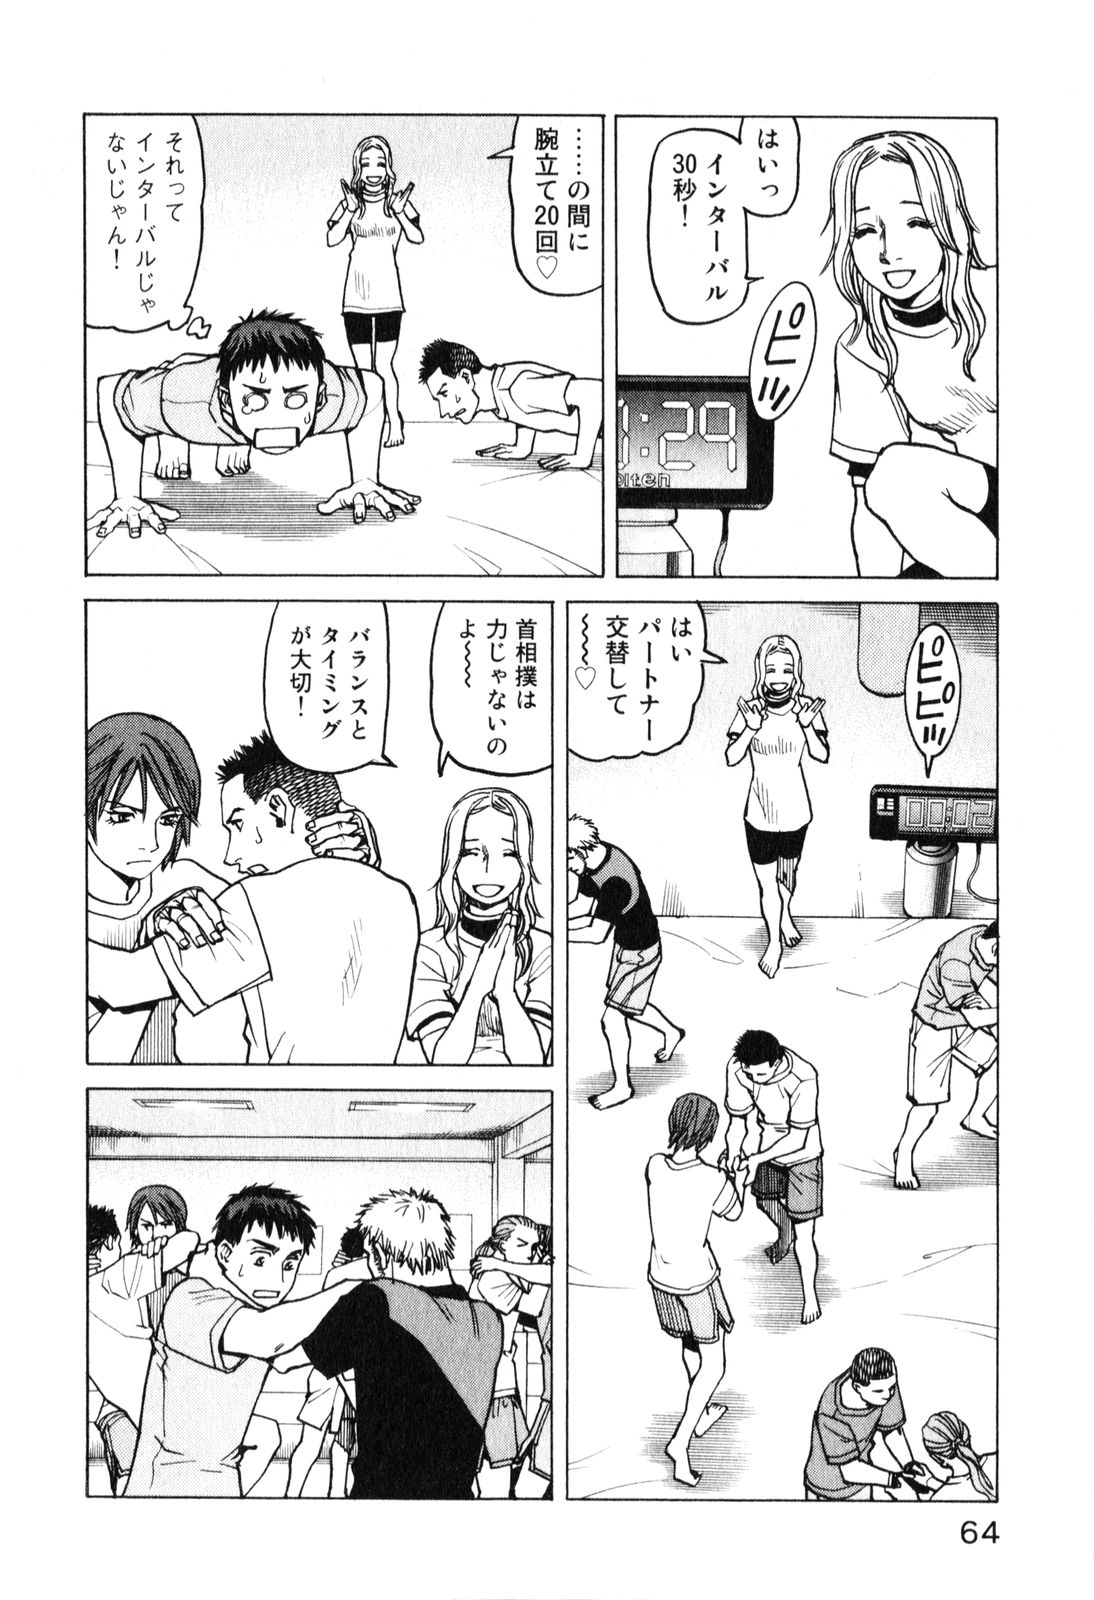 はいっ
インターバル
30秒！
ピピッ
:29
lten
……の間に
腕立て20回♡
それって
インターバルじゃ
ないじゃん！
ピピピッ
00:02
はい
パートナー
交替して
〜〜♡
首相撲は
力じゃないの
よ〜〜
バランスと
タイミング
が大切！
64